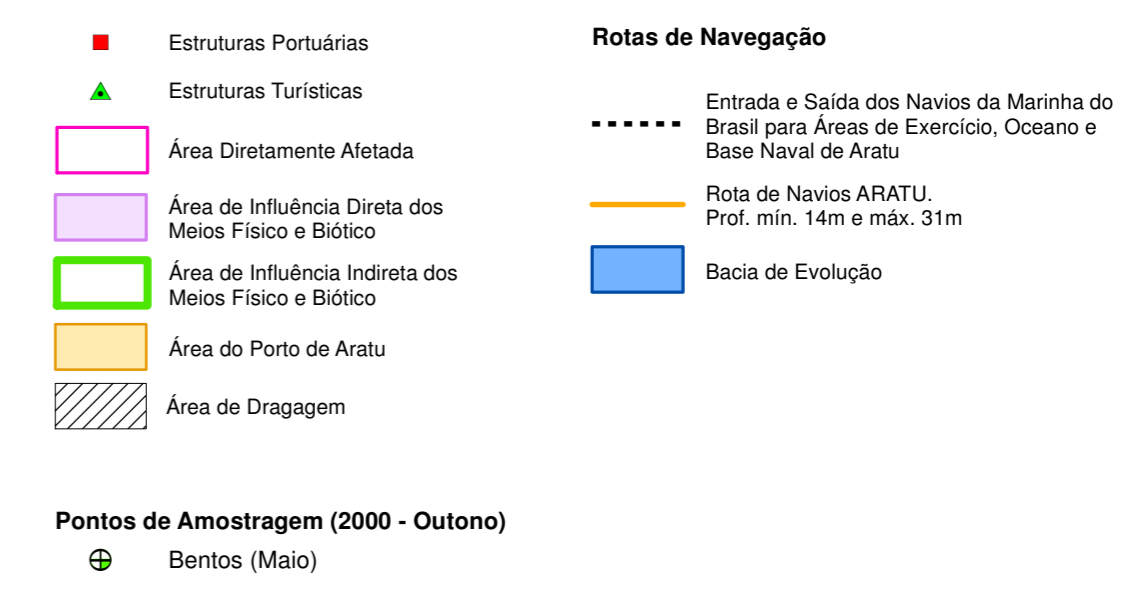 Estruturas Portuárias
Estruturas Turísticas
Área Diretamente Afetada
Área de Influência Direta dos
Meios Físico e Biótico
Área de Influência Indireta dos
Meios Físico e Biótico
Área do Porto de Aratu
Área de Dragagem
Rotas de Navegação
Entrada e Saída dos Navios da Marinha do
Brasil para Áreas de Exercício, Oceano e
Base Naval de Aratu
Rota de Navios ARATU.
Prof. mín. 14m e máx. 31m
Bacia de Evolução
Pontos de Amostragem (2000 - Outono)
Bentos (Maio)